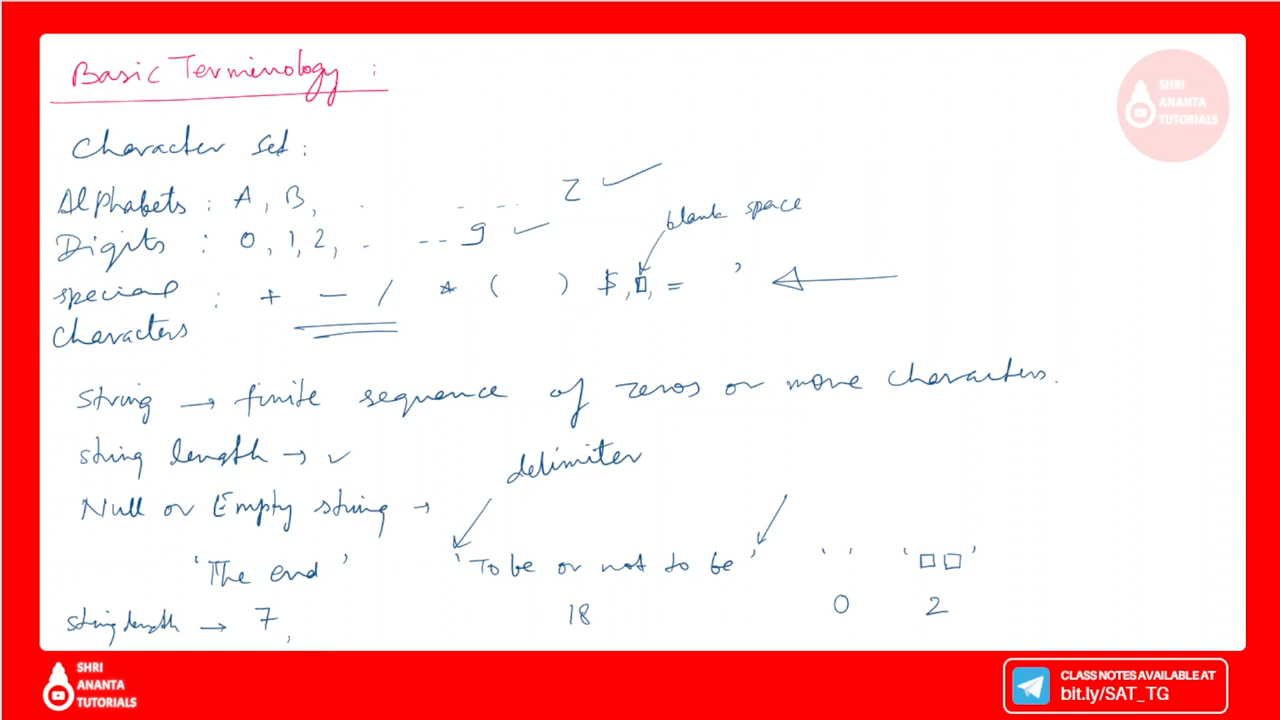 Basic Terminology :
SHRI
ANANTA
TUTORIALS
Character Set :
Alphabets : A, B, . - - .. Z
blank space
Digits : 0, 1, 2, . - - .. 9
special : + - / * ( ) $, □, = ’
characters
String → finite sequence of zeros or more characters.
string length → ✓
delimiter
Null or Empty string →
'The end' 'To be or not to be' ' ' '□□'
string length → 7, 18 0 2
SHRI
ANANTA
TUTORIALS
CLASS NOTES AVAILABLE AT
bit.ly/SAT_TG